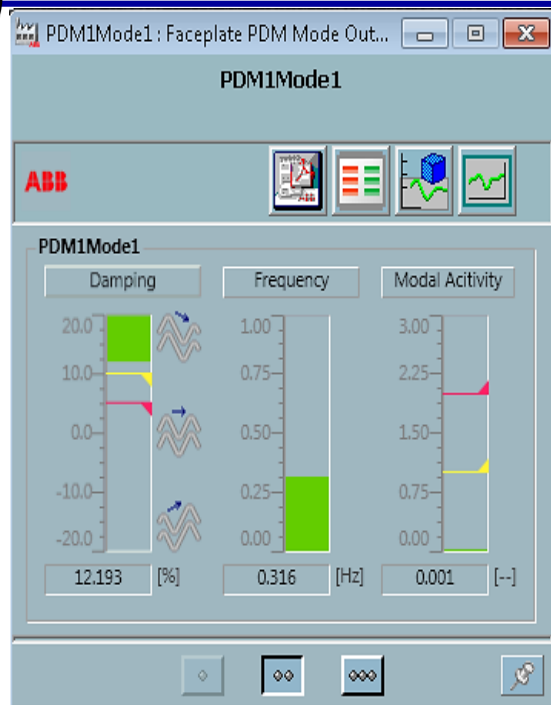 PDM1Mode1 : Faceplate PDM Mode Out...
PDM1Mode1
ABB
PDM1Mode1
Damping Frequency Modal Acitivity
20.0 1.00 3.00
10.0 0.75 2.25
0.0 0.50 1.50
-10.0 0.25 0.75
-20.0 0.00 0.00
12.193 [%] 0.316 [Hz] 0.001 [--]